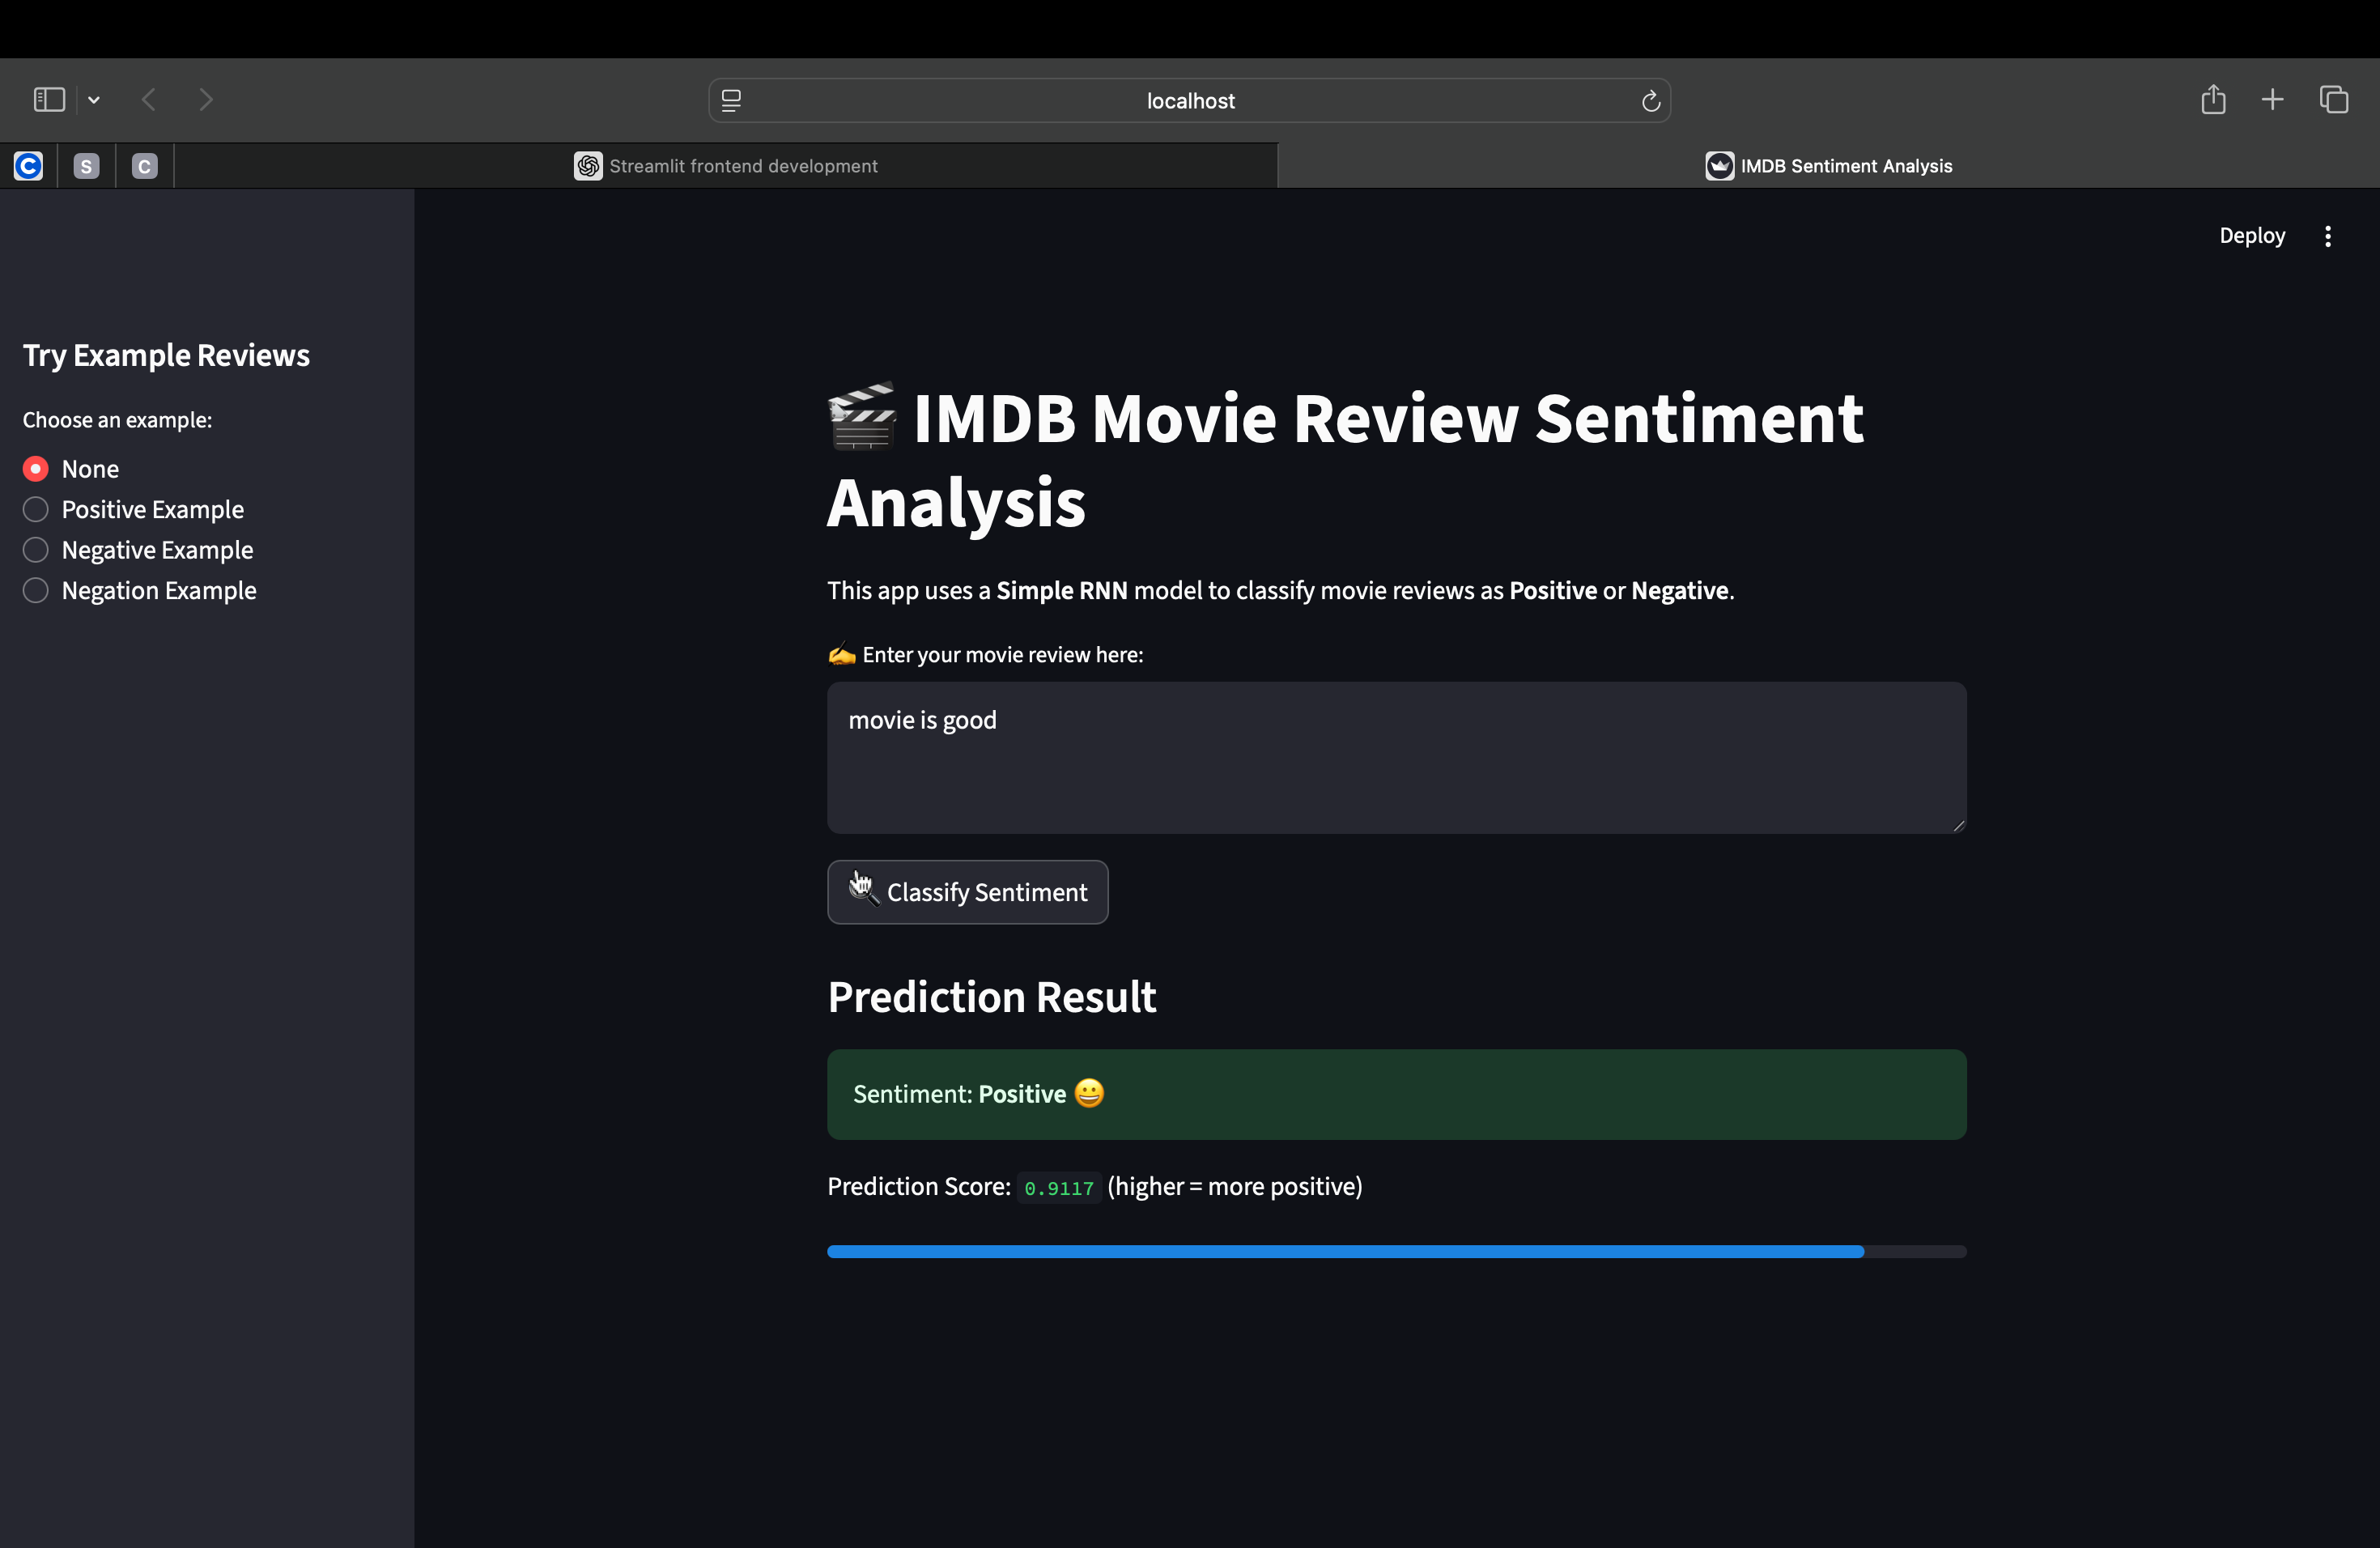 localhost
S
C
Streamlit frontend development
IMDB Sentiment Analysis
Deploy
Try Example Reviews
Choose an example:
None
Positive Example
Negative Example
Negation Example
🎬 IMDB Movie Review Sentiment
Analysis
This app uses a Simple RNN model to classify movie reviews as Positive or Negative.
✍️ Enter your movie review here:
movie is good
🔍 Classify Sentiment
Prediction Result
Sentiment: Positive 😀
Prediction Score: 0.9117 (higher = more positive)